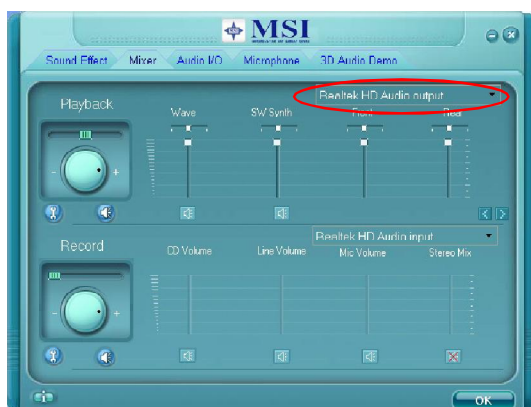 MSI
Sound Effect Mixer Audio I/O Microphone 3D Audio Demo
Realtek HD Audio output
Playback
Wave SW Synth Front Rear
- +
Realtek HD Audio input
Record
CD Volume Line Volume Mic Volume Stereo Mix
- +
OK